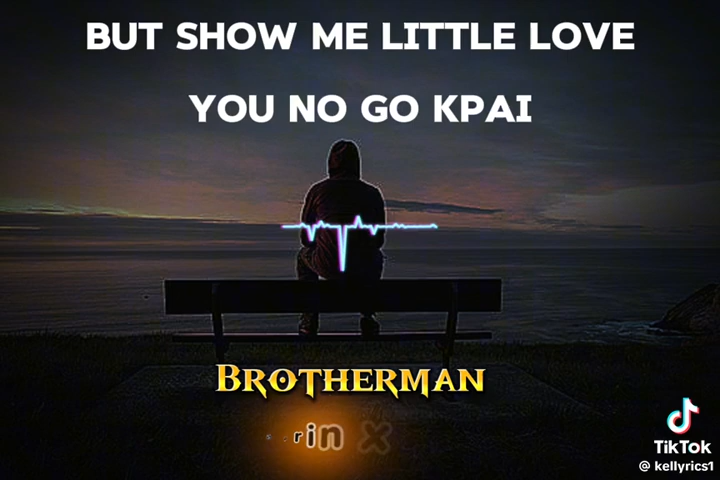 BUT SHOW ME LITTLE LOVE
YOU NO GO KPAI
BROTHERMAN
TikTok
@ kellyrics1